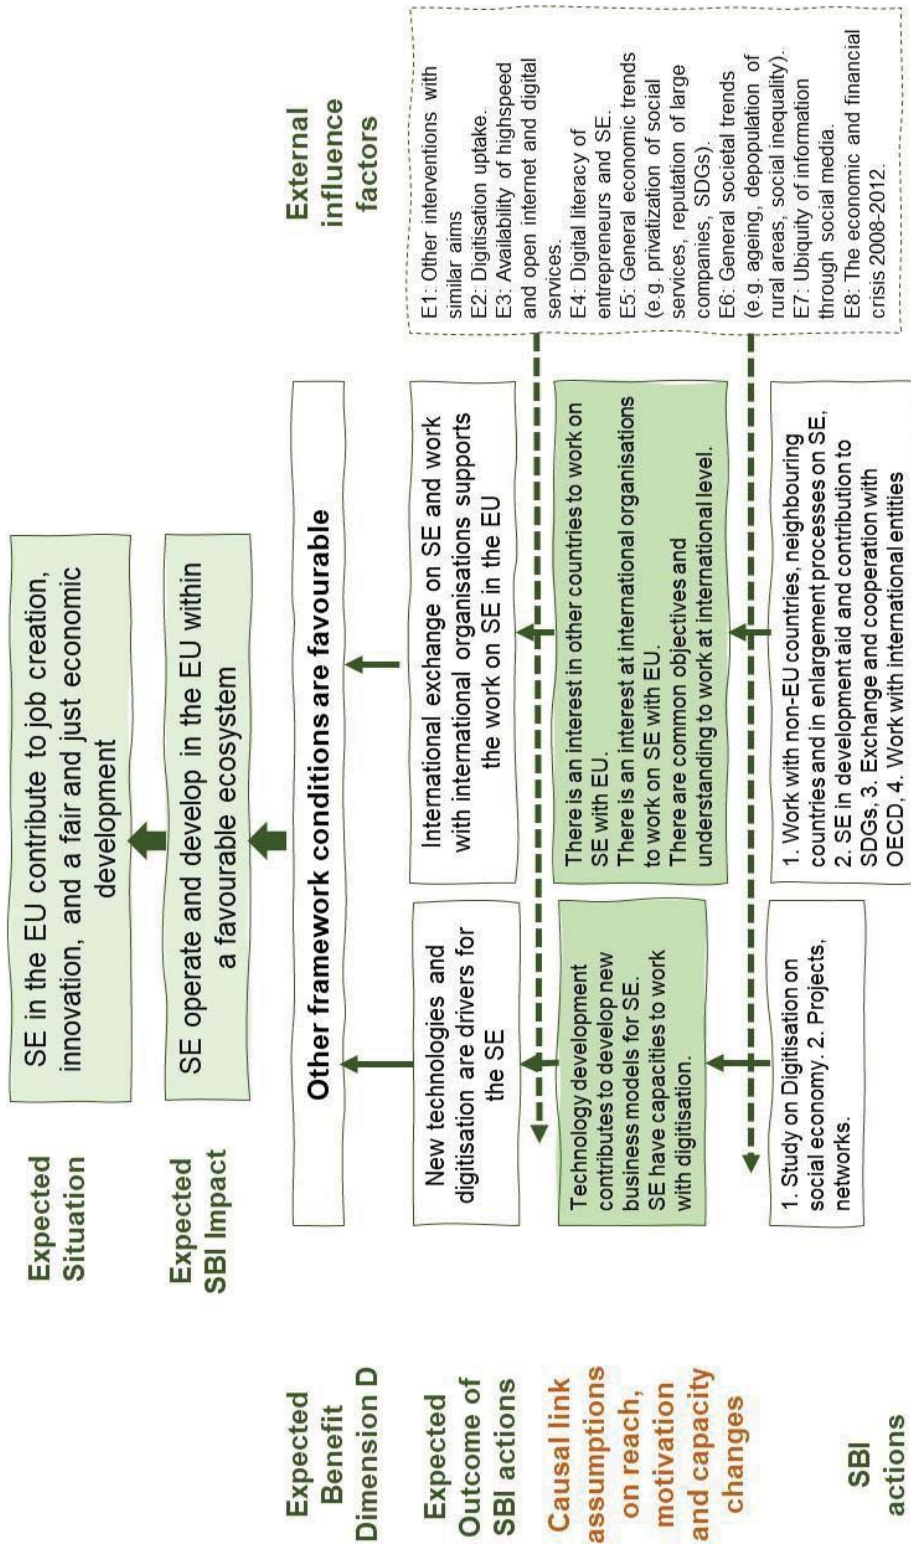 Expected
Situation
SE in the EU contribute to job creation,
innovation, and a fair and just economic
development
Expected
SBI Impact
SE operate and develop in the EU within
a favourable ecosystem
Expected
Benefit
Dimension D
Other framework conditions are favourable
External
influence
factors
Expected
Outcome of
SBI actions
New technologies and
digitisation are drivers for
the SE
International exchange on SE and work
with international organisations supports
the work on SE in the EU
Causal link
assumptions
on reach,
motivation
and capacity
changes
Technology development
contributes to develop new
business models for SE.
SE have capacities to work
with digitisation.
There is an interest in other countries to work on
SE with EU.
There is an interest at international organisations
to work on SE with EU.
There are common objectives and
understanding to work at international level.
E1: Other interventions with
similar aims
E2: Digitisation uptake.
E3: Availability of highspeed
and open internet and digital
services.
E4: Digital literacy of
entrepreneurs and SE.
E5: General economic trends
(e.g. privatization of social
services, reputation of large
companies, SDGs).
E6: General societal trends
(e.g. ageing, depopulation of
rural areas, social inequality).
E7: Ubiquity of information
through social media.
E8: The economic and financial
crisis 2008-2012.
SBI
actions
1. Study on Digitisation on
social economy. 2. Projects,
networks.
1. Work with non-EU countries, neighbouring
countries and in enlargement processes on SE,
2. SE in development aid and contribution to
SDGs, 3. Exchange and cooperation with
OECD, 4. Work with international entities